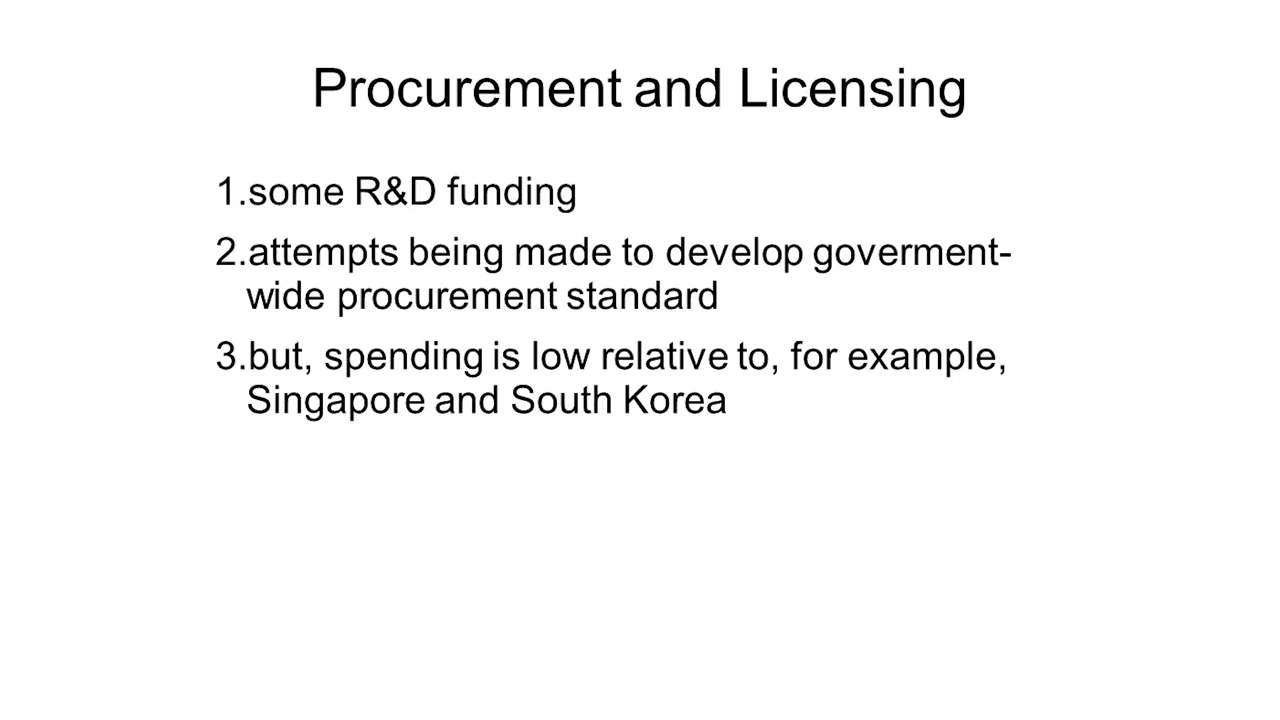 Procurement and Licensing
1.some R&D funding
2.attempts being made to develop goverment-
wide procurement standard
3.but, spending is low relative to, for example,
Singapore and South Korea